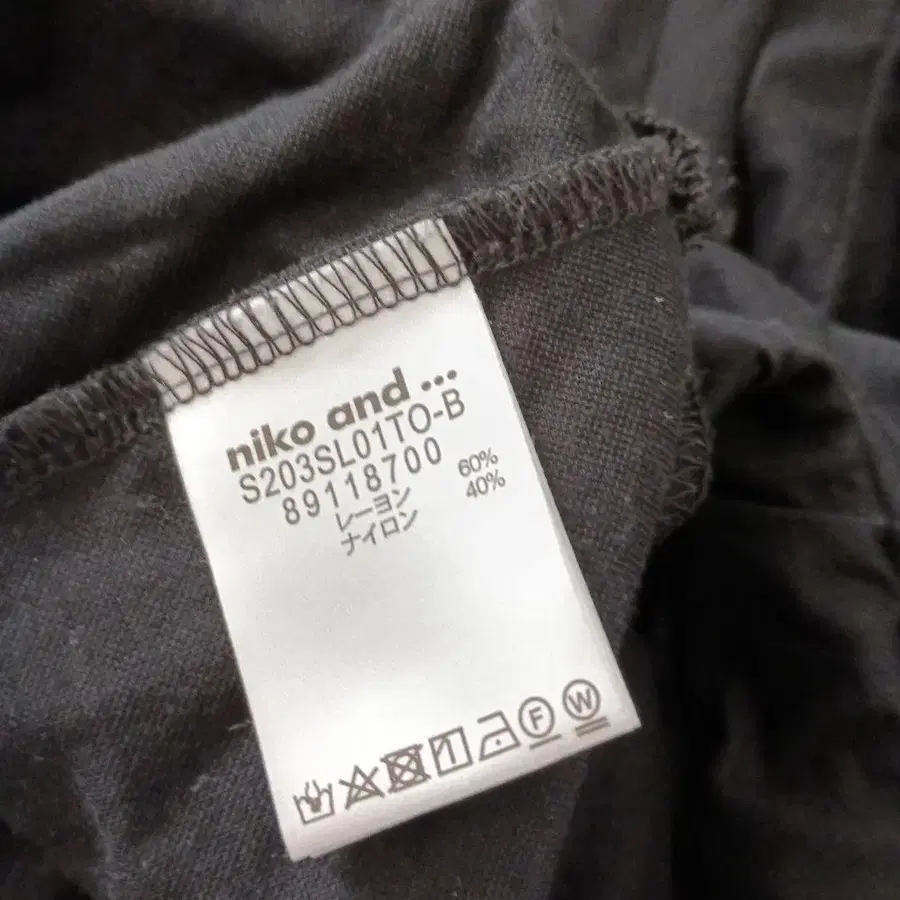 niko and ...
S203SL01TO-B
89118700
レーヨン 60%
ナイロン 40%
F W